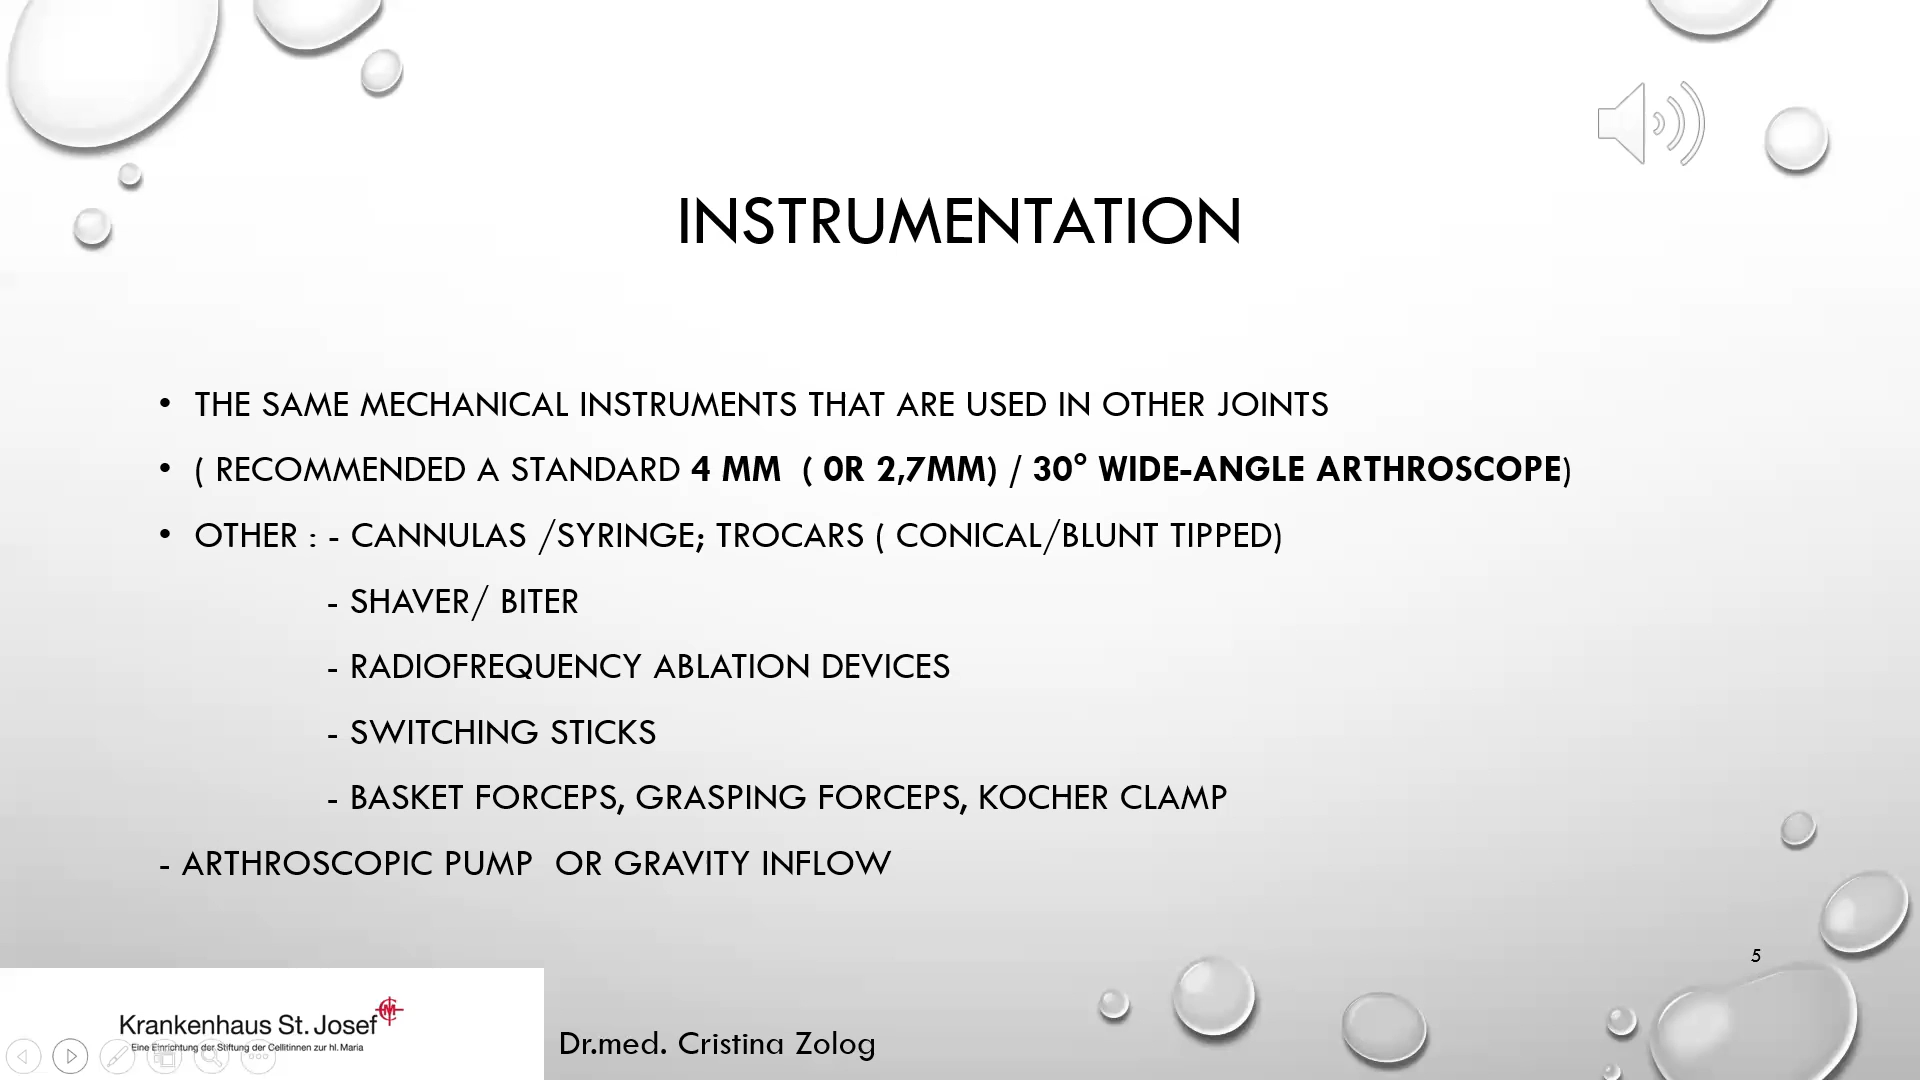 INSTRUMENTATION
• THE SAME MECHANICAL INSTRUMENTS THAT ARE USED IN OTHER JOINTS
• ( RECOMMENDED A STANDARD 4 MM ( 0R 2,7MM) / 30° WIDE-ANGLE ARTHROSCOPE)
• OTHER : - CANNULAS /SYRINGE; TROCARS ( CONICAL/BLUNT TIPPED)
- SHAVER/ BITER
- RADIOFREQUENCY ABLATION DEVICES
- SWITCHING STICKS
- BASKET FORCEPS, GRASPING FORCEPS, KOCHER CLAMP
- ARTHROSCOPIC PUMP OR GRAVITY INFLOW
5
Krankenhaus St. Josef
Eine Einrichtung der Stiftung der Cellitinnen zur hl. Maria
Dr.med. Cristina Zolog